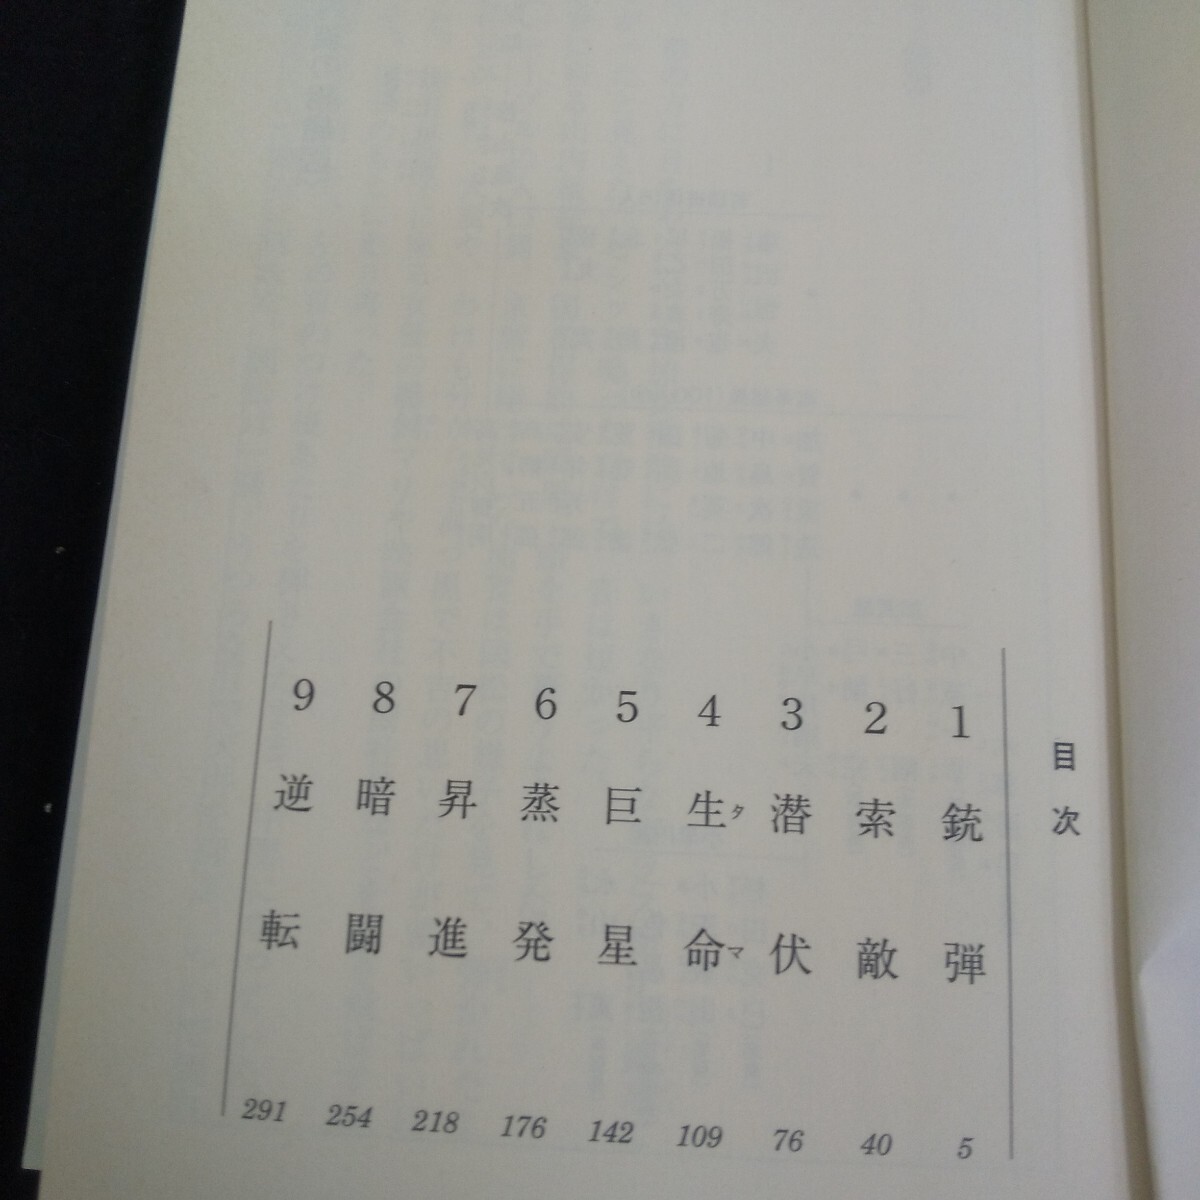 目次
1 銃弾 5
2 索敵 40
3 潜伏 76
4 生命 タマ 109
5 巨星 142
6 蒸発 176
7 昇進 218
8 暗闘 254
9 逆転 291